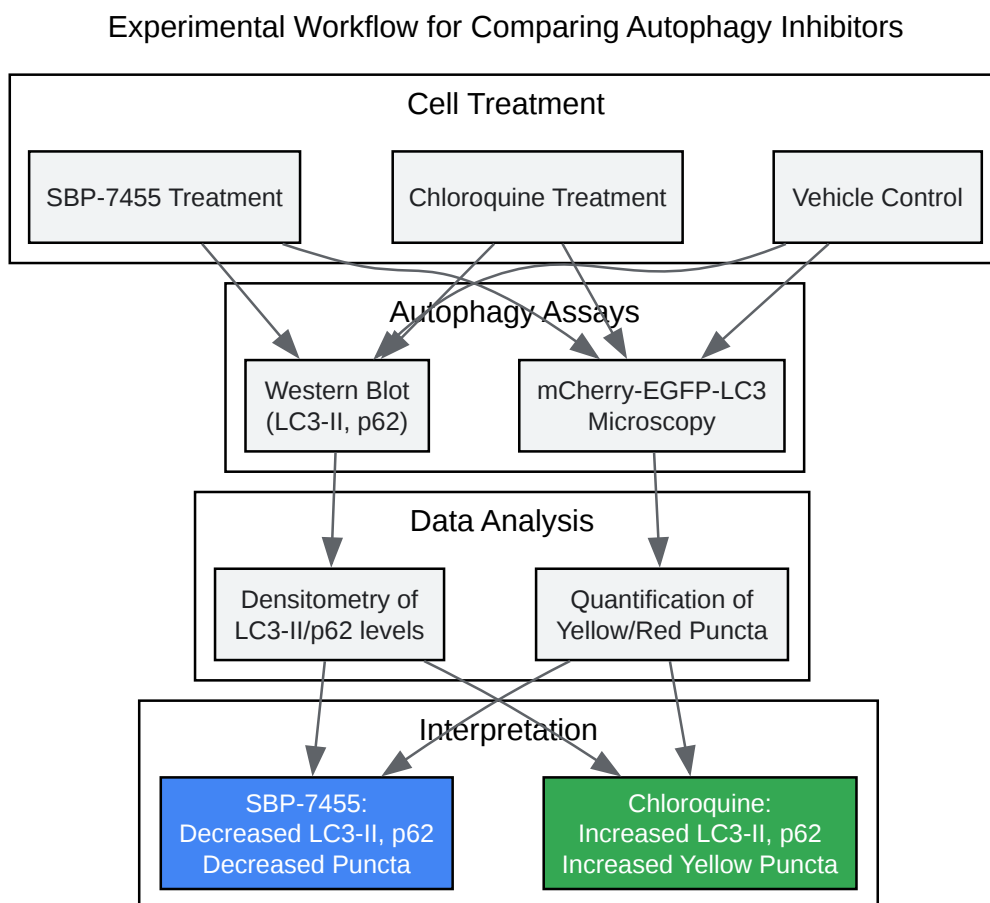 Experimental Workflow for Comparing Autophagy Inhibitors
Cell Treatment
SBP-7455 Treatment
Chloroquine Treatment
Vehicle Control
Autophagy Assays
Western Blot
(LC3-II, p62)
mCherry-EGFP-LC3
Microscopy
Data Analysis
Densitometry of
LC3-II/p62 levels
Quantification of
Yellow/Red Puncta
Interpretation
SBP-7455:
Decreased LC3-II, p62
Decreased Puncta
Chloroquine:
Increased LC3-II, p62
Increased Yellow Puncta